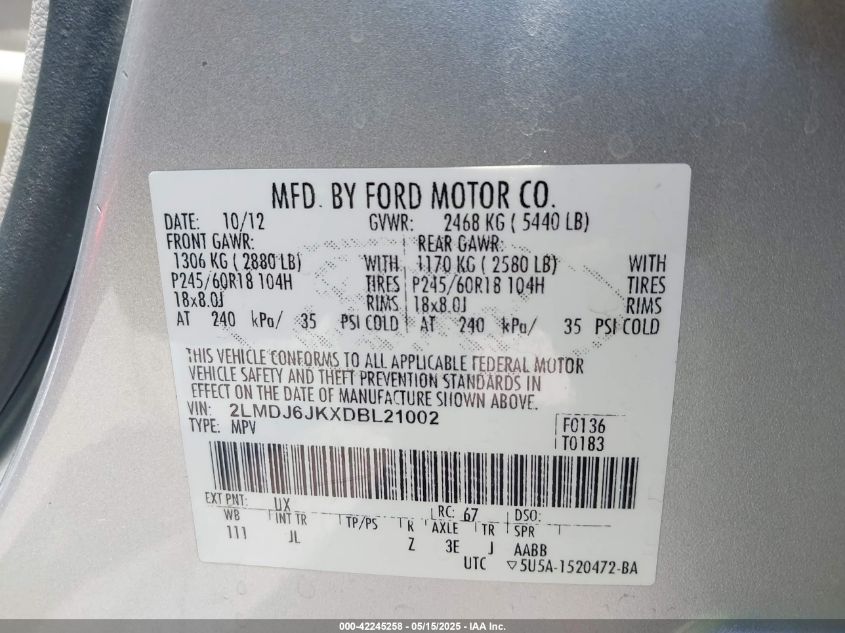 MFD. BY FORD MOTOR CO.
DATE: 10/12 GVWR: 2468 KG ( 5440 LB)
FRONT GAWR: REAR GAWR:
1306 KG ( 2880 LB) WITH 1170 KG ( 2580 LB) WITH
P245/60R18 104H TIRES P245/60R18 104H TIRES
18x8.0J RIMS 18x8.0J RIMS
AT 240 kPa/ 35 PSI COLD AT 240 kPa/ 35 PSI COLD
THIS VEHICLE CONFORMS TO ALL APPLICABLE FEDERAL MOTOR
VEHICLE SAFETY AND THEFT PREVENTION STANDARDS IN
EFFECT ON THE DATE OF MANUFACTURE SHOWN ABOVE.
VIN: 2LMDJ6JKXDBL21002 F0136
TYPE: MPV T0183
EXT PNT: UX RC: 67 DSO:
WB INT TR TP/PS R AXLE TR SPR
111 JL Z 3E J AABB
UTC ▽5U5A-1520472-BA
000-42245258 - 05/15/2025 - IAA Inc.